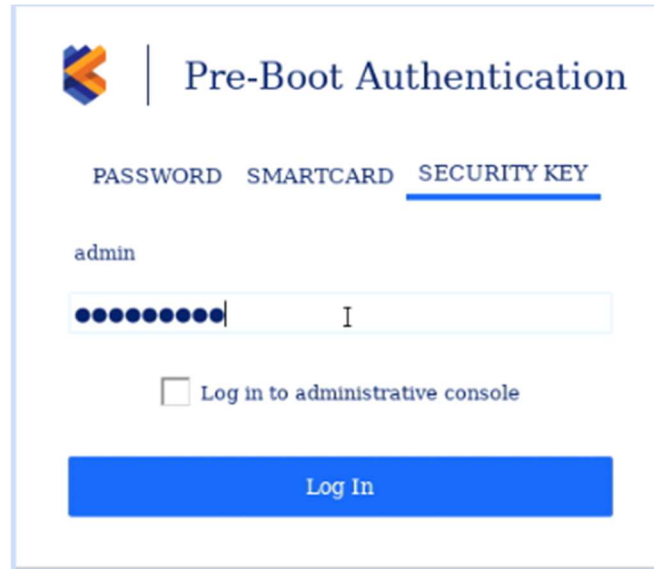 Pre-Boot Authentication
PASSWORD SMARTCARD SECURITY KEY
admin
●●●●●●●●●
Log in to administrative console
Log In